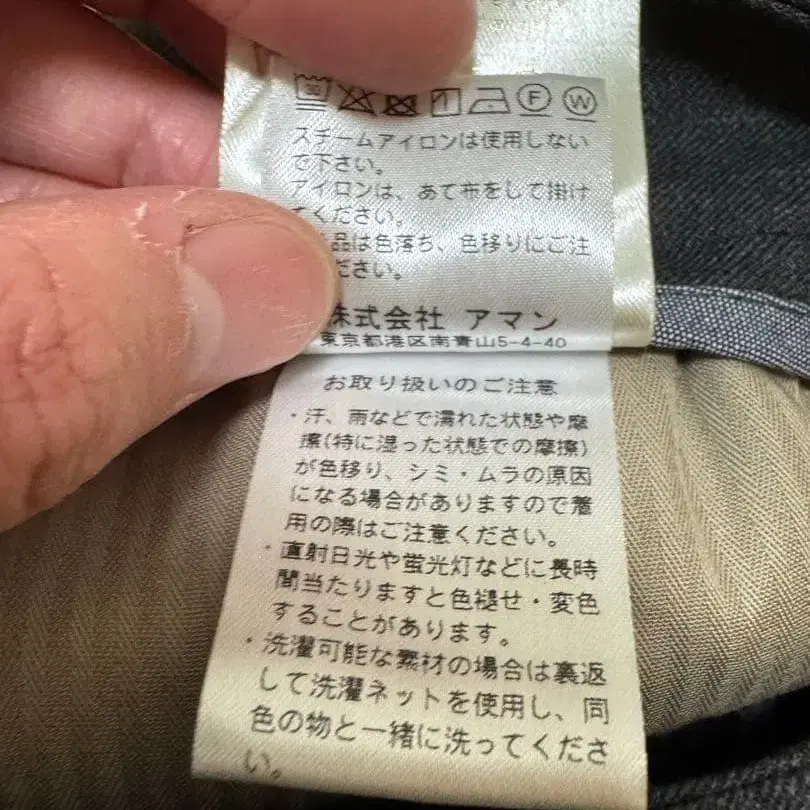 30
F
W
スチームアイロンは使用しない
で下さい。
アイロンは、あて布をして掛け
てください。
品は色落ち、色移りにご注
ださい。
株式会社 アマン
東京都港区南青山5-4-40
お取り扱いのご注意
・汗、雨などで濡れた状態や摩
擦(特に湿った状態での摩擦)
が色移り、シミ・ムラの原因
になる場合がありますので着
用の際はご注意ください。
・直射日光や蛍光灯などに長時
間当たりますと色褪せ・変色
することがあります。
・洗濯可能な素材の場合は裏返
して洗濯ネットを使用し、同
色の物と一緒に洗ってくださ
い。